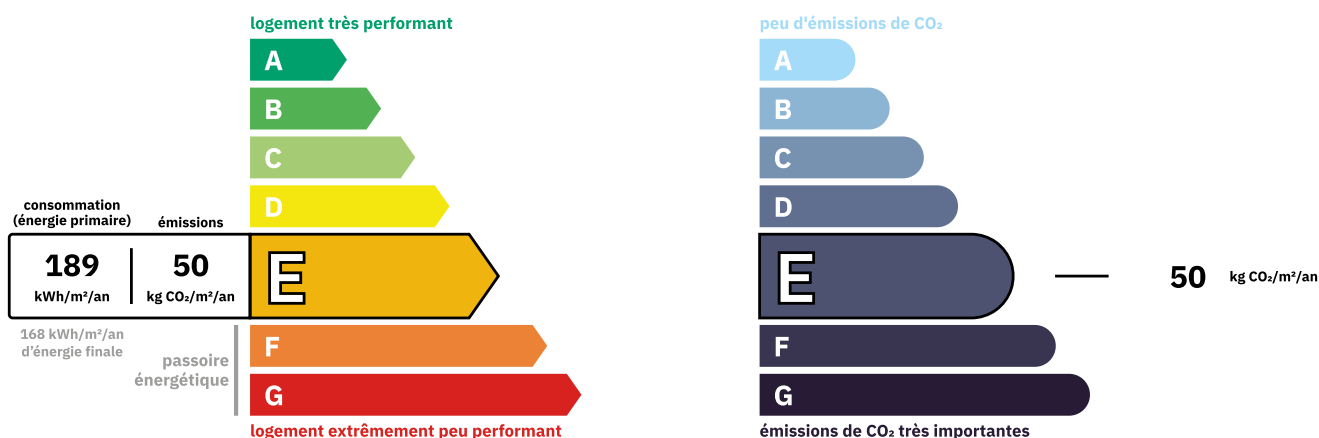 logement très performant
A
B
C
D
consommation
(énergie primaire)
émissions
189
kWh/m²/an
50
kg CO₂/m²/an
E
168 kWh/m²/an
d'énergie finale
passoire
énergétique
F
G
logement extrêmement peu performant
peu d'émissions de CO₂
A
B
C
D
E
50 kg CO₂/m²/an
F
G
émissions de CO₂ très importantes